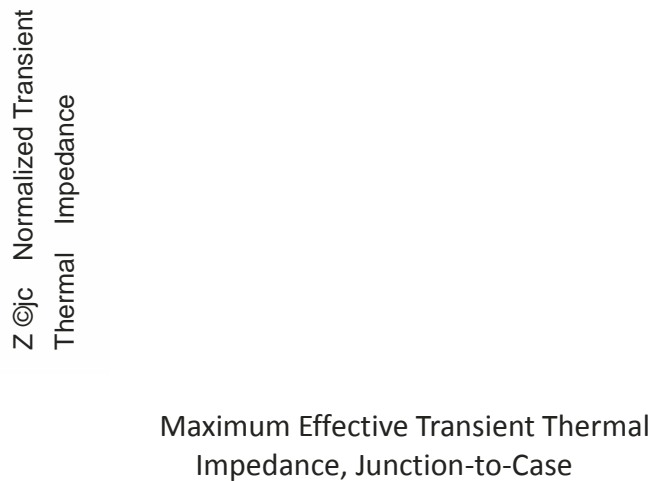 Z ©jc Normalized Transient
Thermal Impedance
Maximum Effective Transient Thermal
Impedance, Junction-to-Case